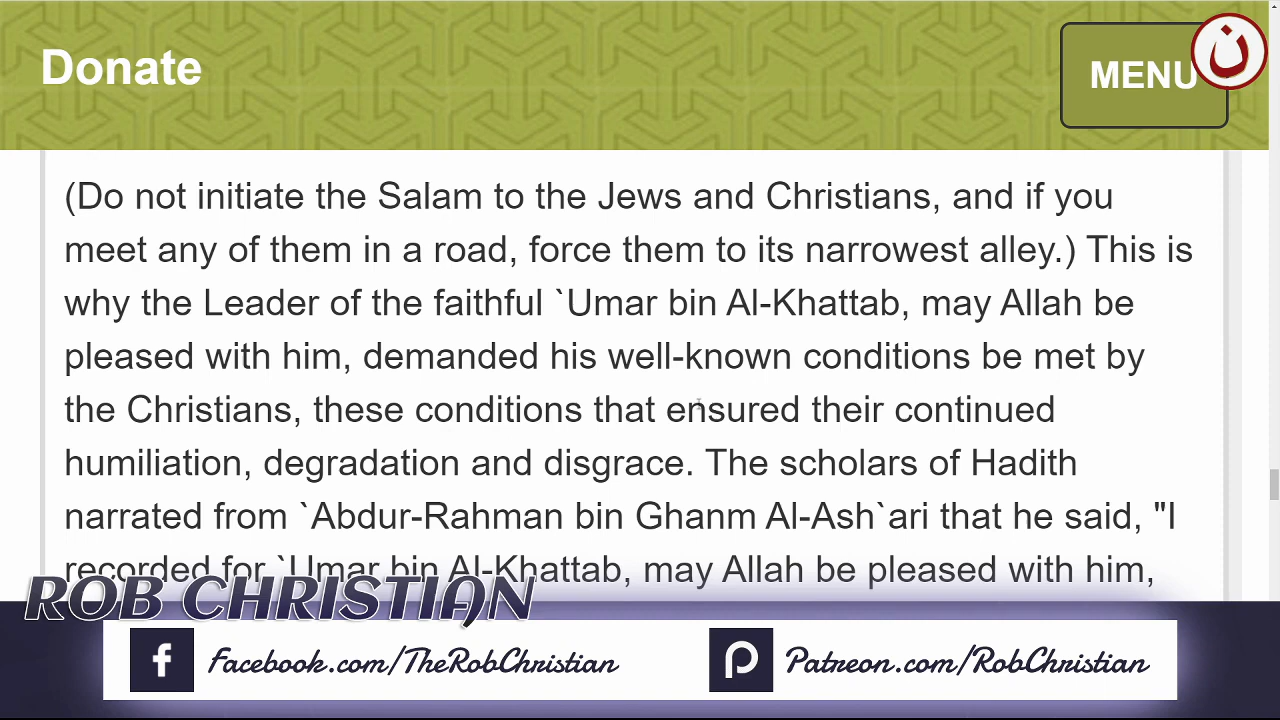 Donate
MENU
ن
(Do not initiate the Salam to the Jews and Christians, and if you
meet any of them in a road, force them to its narrowest alley.) This is
why the Leader of the faithful `Umar bin Al-Khattab, may Allah be
pleased with him, demanded his well-known conditions be met by
the Christians, these conditions that ensured their continued
humiliation, degradation and disgrace. The scholars of Hadith
narrated from `Abdur-Rahman bin Ghanm Al-Ash`ari that he said, "I
recorded for `Umar bin Al-Khattab, may Allah be pleased with him,
ROB CHRISTIAN
Facebook.com/TheRobChristian
Patreon.com/RobChristian